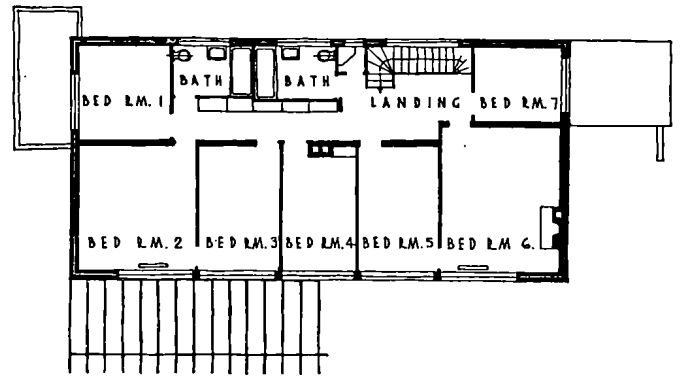 BATH
BATH
BED RM. 1
LANDING
BED RM. 7
BED RM. 2
BED RM. 3
BED RM. 4
BED RM. 5
BED RM 6.